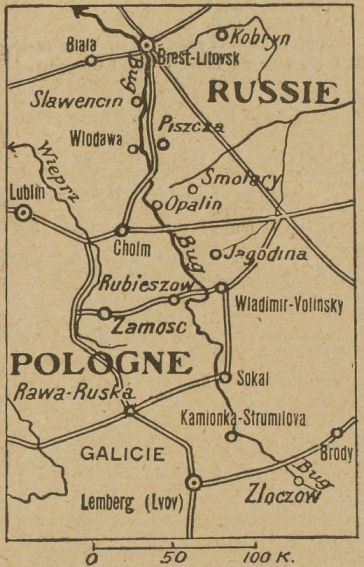 Kobryn
Biala
Brest-Litovsk
Bug
RUSSIE
Slawencin
Piszcza
Wlodawa
Wieprz
Smolary
Lublin
Opalin
Cholm
Bug
Jagodina
Rubieszow
Wladimir-Volinsky
Zamosc
POLOGNE
Rawa-Ruska
Sokal
Kamionka-Strumilova
GALICIE
Brody
Bug
Lemberg (Lvov)
Zloczow
0 50 100 K.